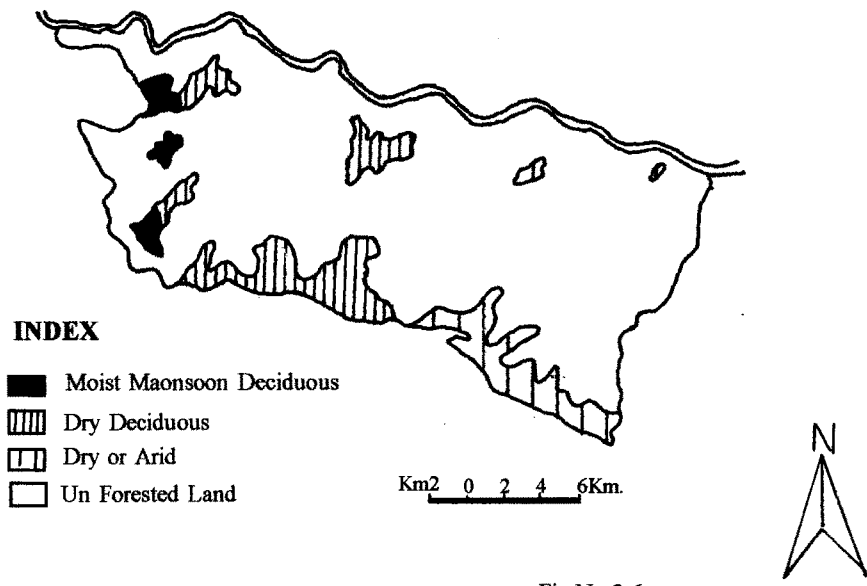 INDEX
Moist Maonsoon Deciduous
Dry Deciduous
Dry or Arid
Un Forested Land
Km2 0 2 4 6Km.
N